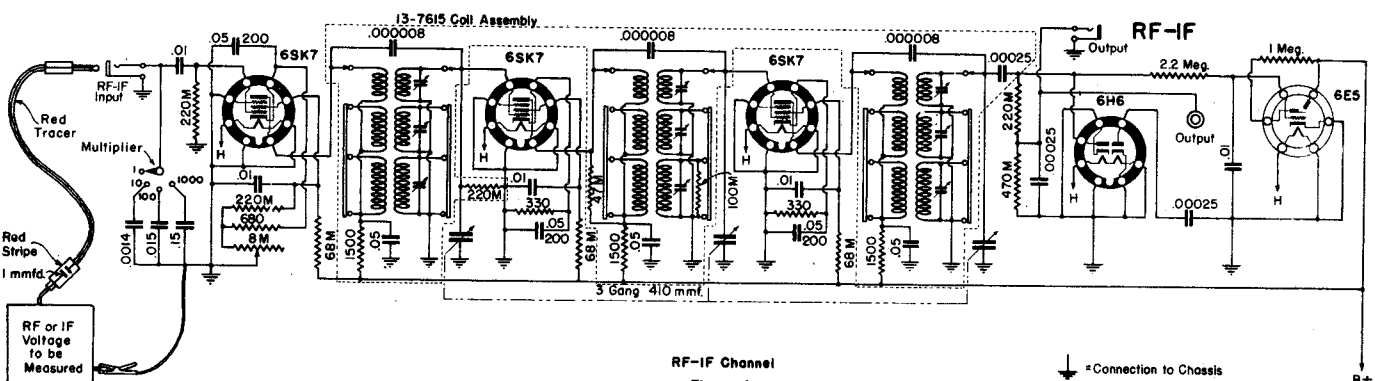 13-7615 Coil Assembly
RF-IF
.05 200
6SK7
.000008
6SK7
.000008
6SK7
.000008
.00025
Output
1 Meg.
2.2 Meg.
6E5
.01
RF-IF
Input
220M
Red
Tracer
Multiplier
1
10
100
1000
H
.01
220M
680
8M
.0014
.015
.15
Red
Stripe
1 mmfd.
RF or IF
Voltage
to be
Measured
68M
1500
.05
H
220M
.01
330
.05
200
68M
47M
1500
.05
100M
H
.01
330
.05
200
68M
1500
.05
3 Gang 410 mmf.
220M
470M
.00025
6H6
H
Output
.01
.00025
H
B+
RF-IF Channel
=Connection to Chassis